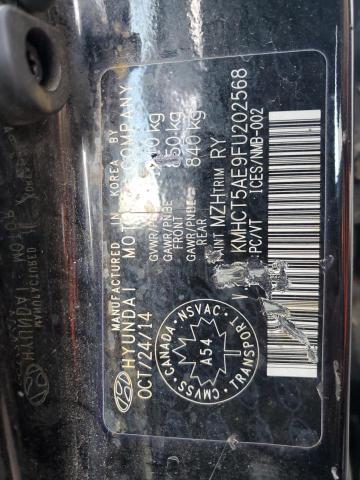 MANUFACTURED IN KOREA BY
HYUNDAI MOTOR COMPANY
OCT/24/14
GVWR/PNBV kg
GAWR/PNBE FRONT 850 kg
GAWR/PNBE REAR 840 kg
PAINT MZH TRIM RY
V KMHCT5AE9FU202568
PC/VT ICES/NMB-002
CANADA NSVAC
A54
CMVSS TRANSPORT